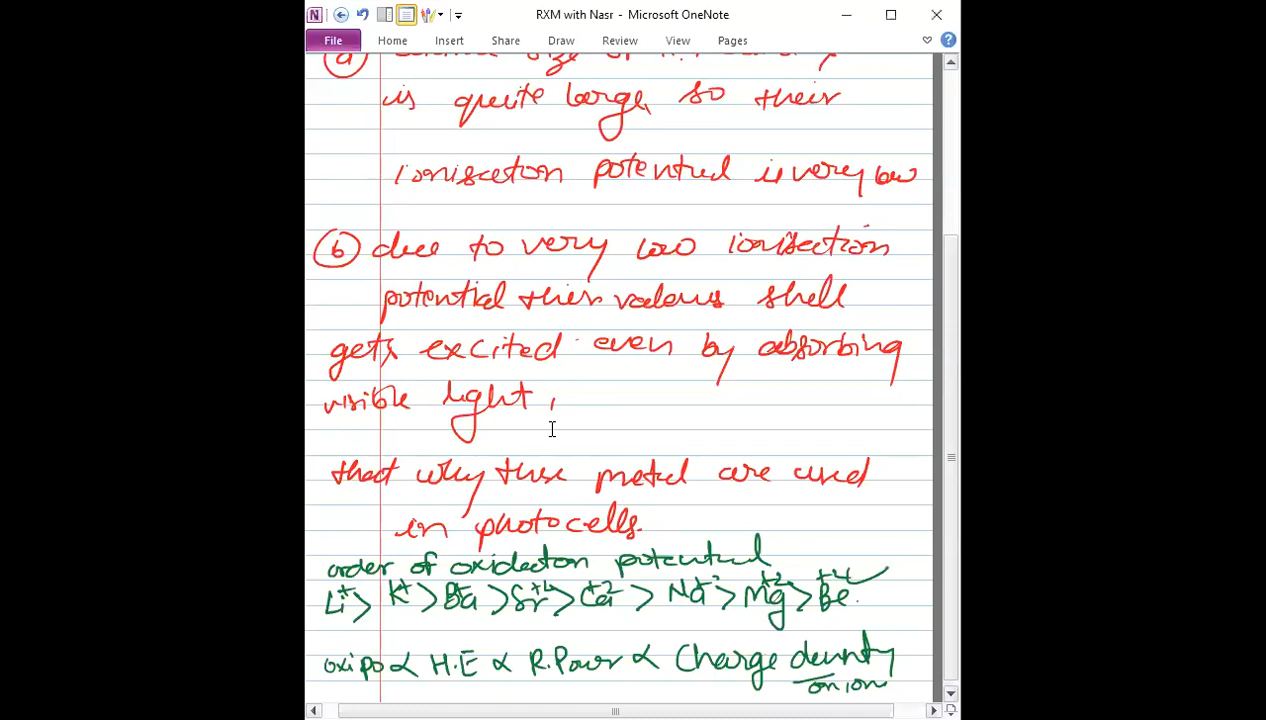 RXM with Nasr - Microsoft OneNote
File Home Insert Share Draw Review View Pages
a size of
is quite large, so their
ionisation potential is very low
b due to very low ionisation
potential their valans shell
gets excited even by absorbing
visible light,
that why these metal are used
in photocells.
order of oxidation potential
Li+> K+ > Ba > Sr > Ca+2 > Na+ > Mg+2 > Be
oxi po ∝ H.E ∝ R.Power ∝ Charge density
on ion